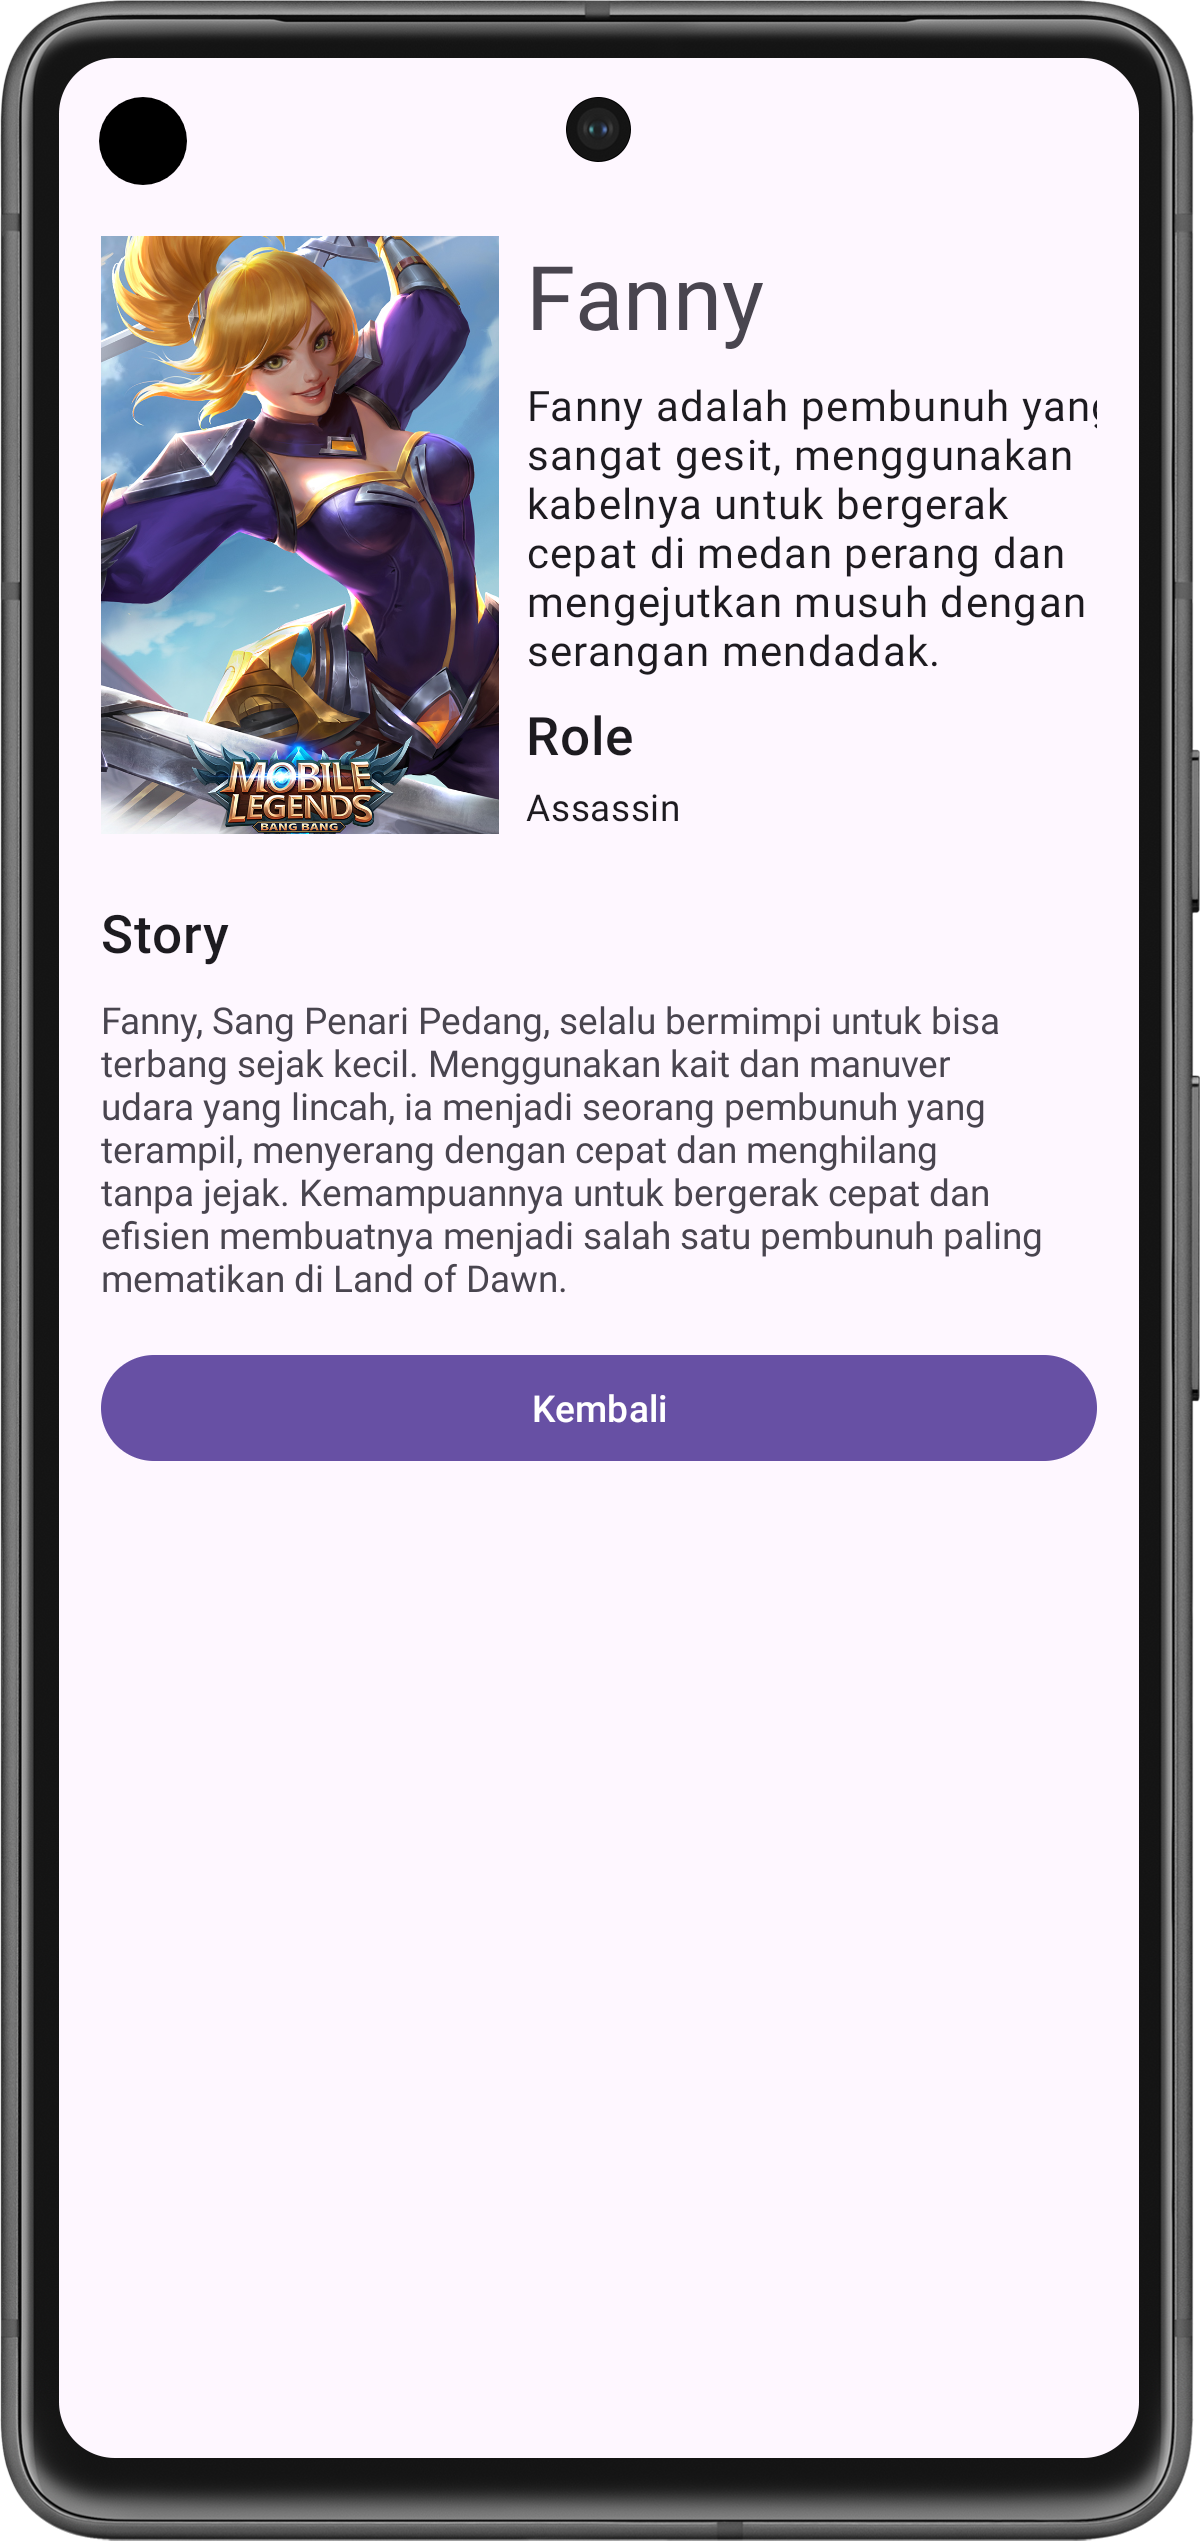 Fanny
Fanny adalah pembunuh yang
sangat gesit, menggunakan
kabelnya untuk bergerak
cepat di medan perang dan
mengejutkan musuh dengan
serangan mendadak.
Role
Assassin
MOBILE
LEGENDS
BANG BANG
Story
Fanny, Sang Penari Pedang, selalu bermimpi untuk bisa
terbang sejak kecil. Menggunakan kait dan manuver
udara yang lincah, ia menjadi seorang pembunuh yang
terampil, menyerang dengan cepat dan menghilang
tanpa jejak. Kemampuannya untuk bergerak cepat dan
efisien membuatnya menjadi salah satu pembunuh paling
mematikan di Land of Dawn.
Kembali